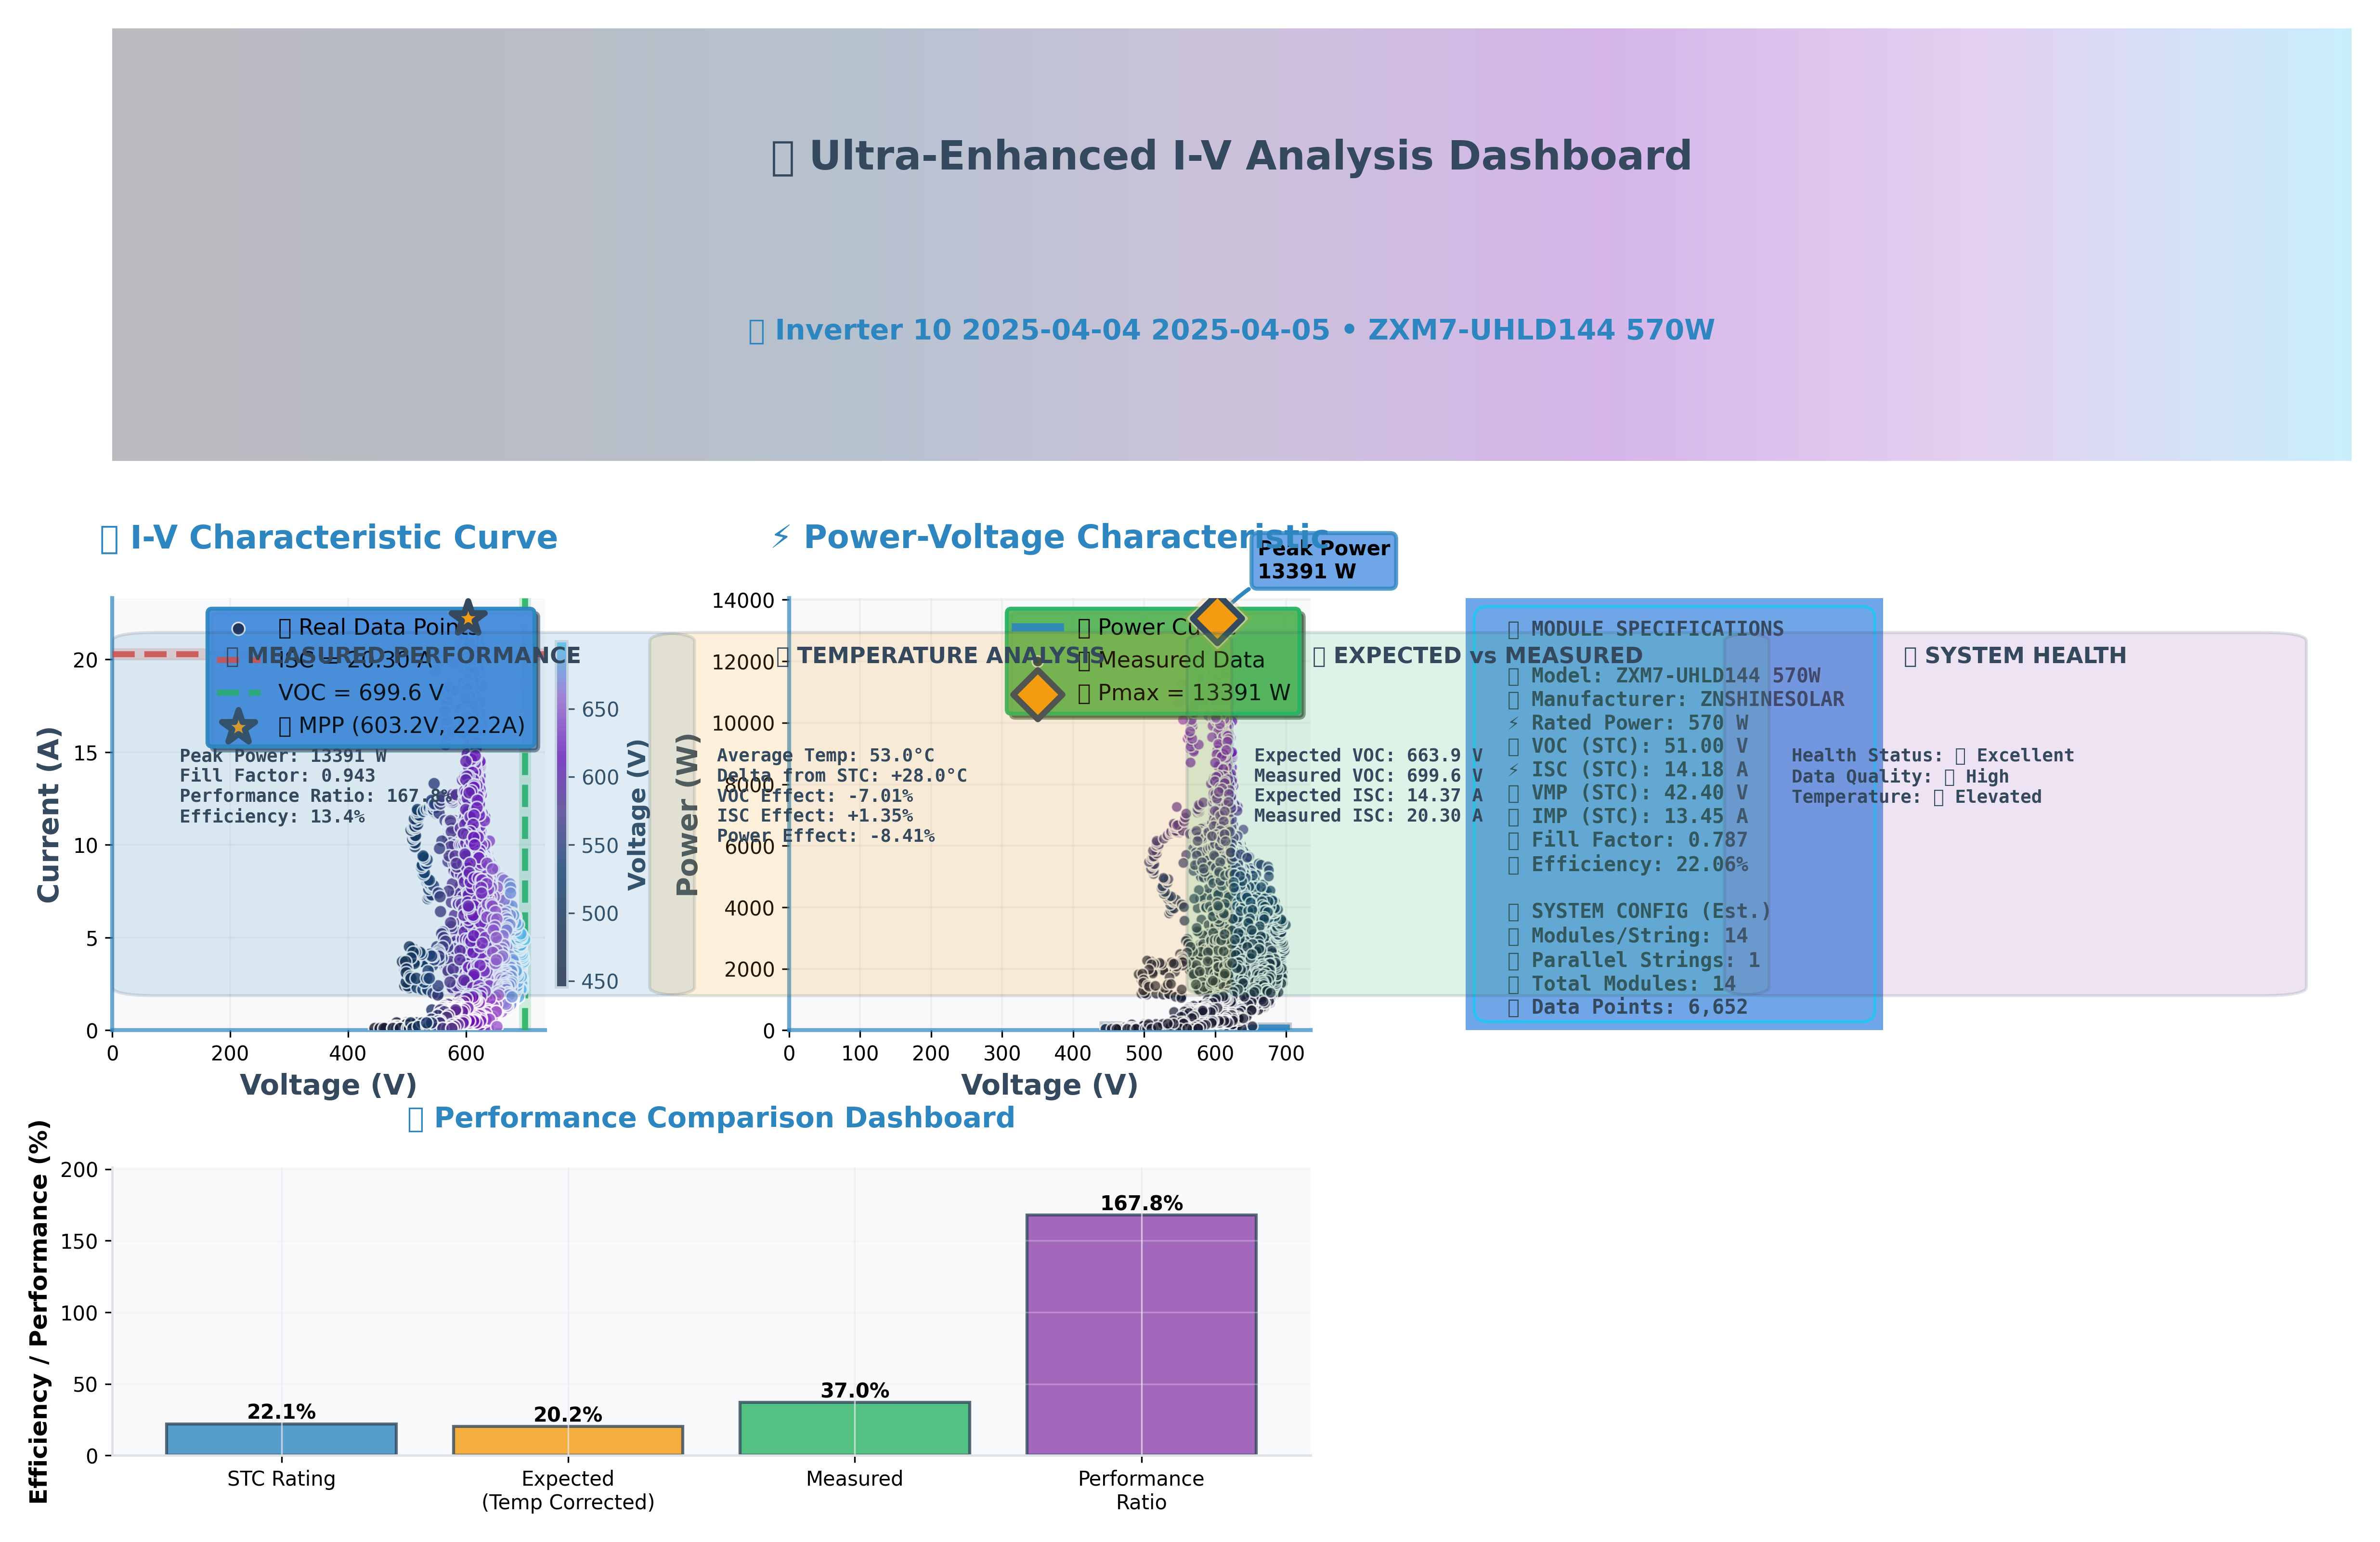 Ultra-Enhanced I-V Analysis Dashboard
Inverter 10 2025-04-04 2025-04-05 • ZXM7-UHLD144 570W
I-V Characteristic Curve
Current (A)
20
15
10
5
0
0 200 400 600
Voltage (V)
Real Data Points
ISC = 20.30 A
VOC = 699.6 V
MPP (603.2V, 22.2A)
650
600
550
500
450
Voltage (V)
⚡ Power-Voltage Characteristic
Peak Power
13391 W
Power (W)
14000
12000
10000
8000
6000
4000
2000
0
0 100 200 300 400 500 600 700
Voltage (V)
Measured Data
Pmax = 13391 W
MEASURED PERFORMANCE
Peak Power: 13391 W
Fill Factor: 0.943
Performance Ratio: 167.8%
Efficiency: 13.4%
TEMPERATURE ANALYSIS
Average Temp: 53.0°C
Delta from STC: +28.0°C
VOC Effect: -7.01%
ISC Effect: +1.35%
Power Effect: -8.41%
EXPECTED vs MEASURED
Expected VOC: 663.9 V
Measured VOC: 699.6 V
Expected ISC: 14.37 A
Measured ISC: 20.30 A
MODULE SPECIFICATIONS
Model: ZXM7-UHLD144 570W
Manufacturer: ZNSHINESOLAR
⚡ Rated Power: 570 W
VOC (STC): 51.00 V
⚡ ISC (STC): 14.18 A
VMP (STC): 42.40 V
IMP (STC): 13.45 A
Fill Factor: 0.787
Efficiency: 22.06%
SYSTEM CONFIG (Est.)
Modules/String: 14
Parallel Strings: 1
Total Modules: 14
Data Points: 6,652
SYSTEM HEALTH
Health Status: Excellent
Data Quality: High
Temperature: Elevated
Performance Comparison Dashboard
Efficiency / Performance (%)
200
150
100
50
0
22.1%
20.2%
37.0%
167.8%
STC Rating
Expected
(Temp Corrected)
Measured
Performance
Ratio